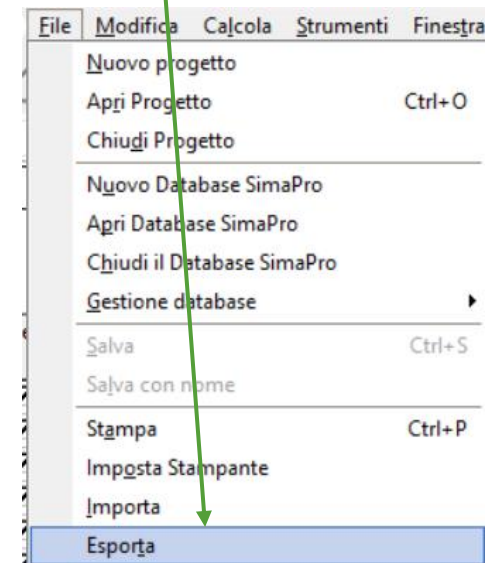 File Modifica Calcola Strumenti Finestra
Nuovo progetto
Apri Progetto Ctrl+O
Chiudi Progetto
Nuovo Database SimaPro
Apri Database SimaPro
Chiudi il Database SimaPro
Gestione database
Salva Ctrl+S
Salva con nome
Stampa Ctrl+P
Imposta Stampante
Importa
Esporta